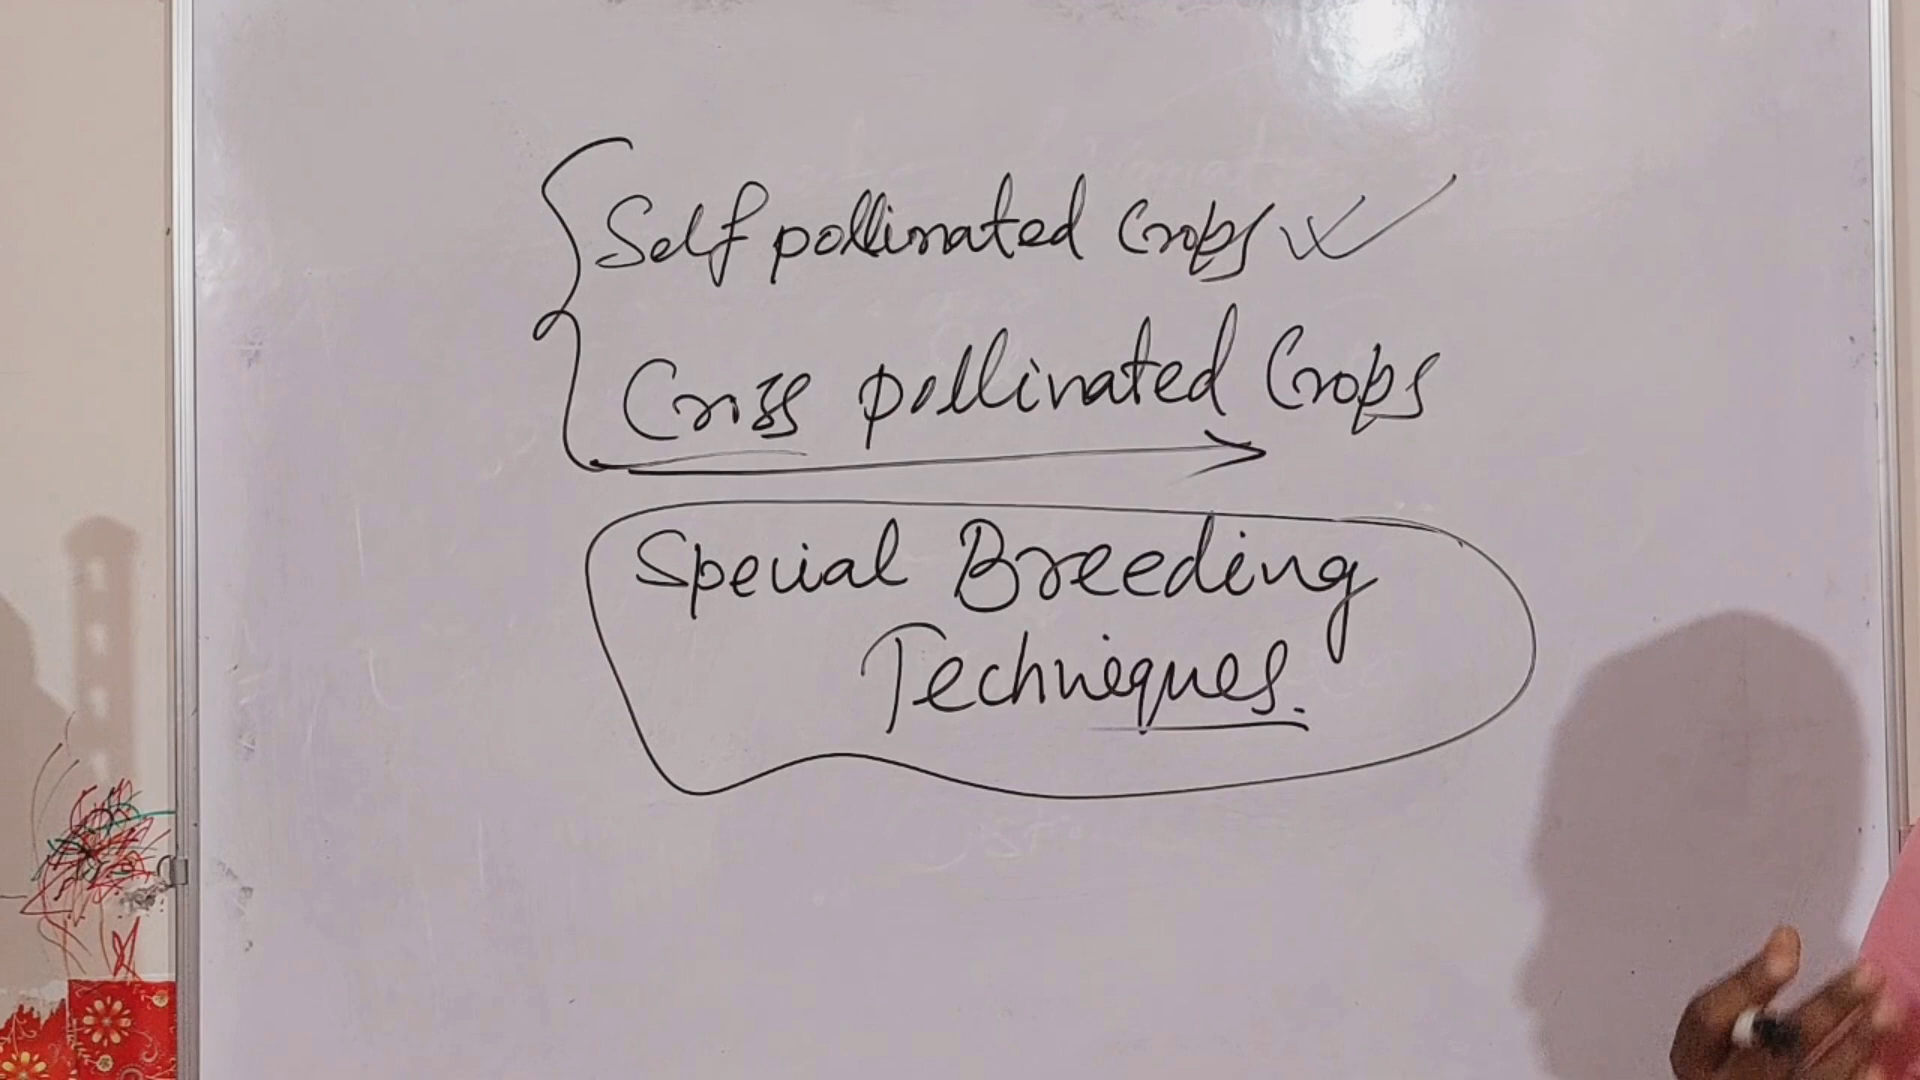 Self pollinated Crops
Cross pollinated Crops
Special Breeding
Techniques.